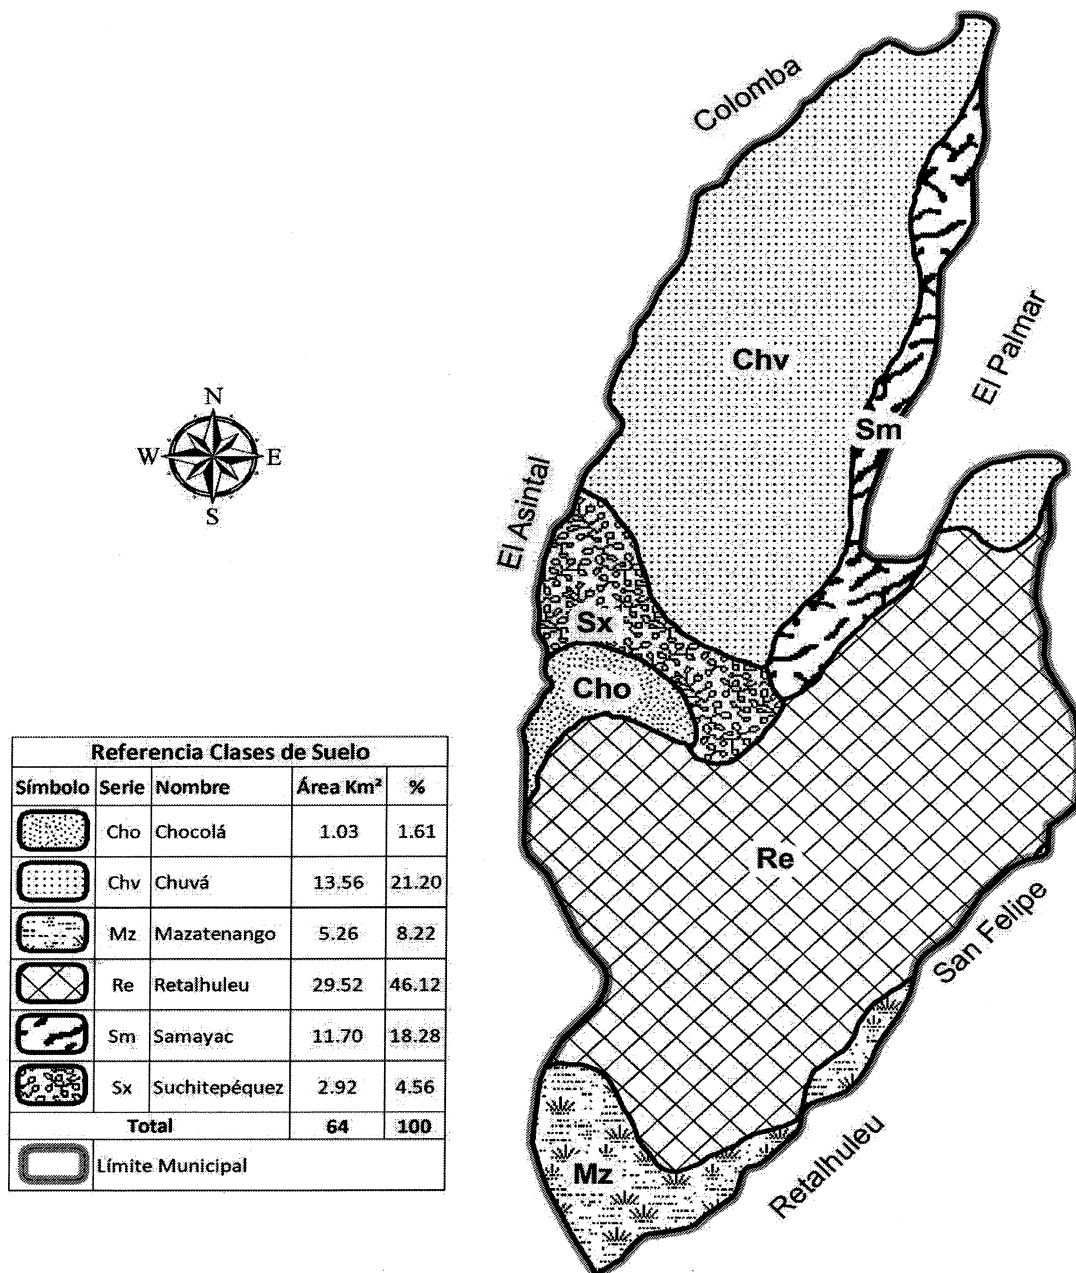 Colomba
Chv
El Palmar
Sm
N
W E
S
El Asintal
Sx
Cho
Re
San Felipe
Mz
Retalhuleu
Referencia Clases de Suelo
Símbolo Serie Nombre Área Km² %
Cho Chocolá 1.03 1.61
Chv Chuvá 13.56 21.20
Mz Mazatenango 5.26 8.22
Re Retalhuleu 29.52 46.12
Sm Samayac 11.70 18.28
Sx Suchitepéquez 2.92 4.56
Total 64 100
Límite Municipal